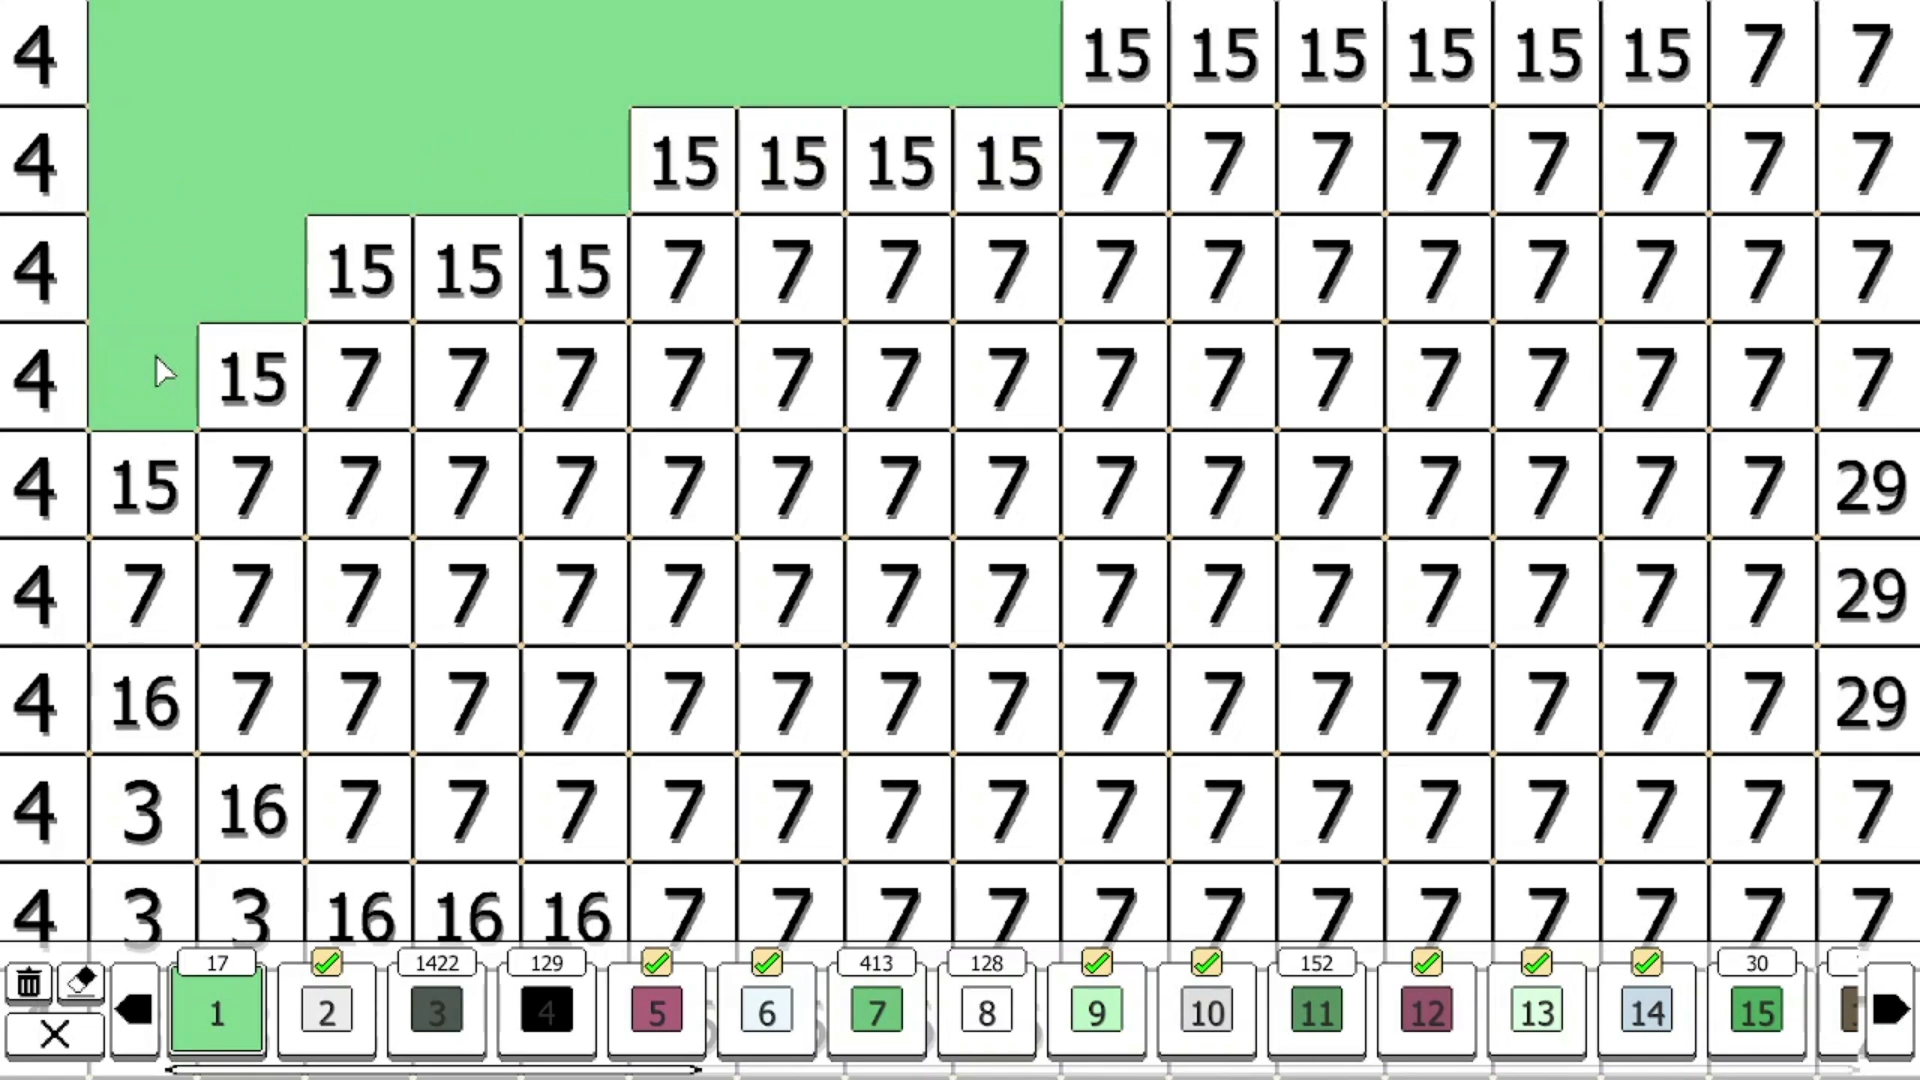 4 15 15 15 15 15 15 7 7
4 15 15 15 15 7 7 7 7 7 7 7 7
4 15 15 15 7 7 7 7 7 7 7 7 7 7 7 7
4 15 7 7 7 7 7 7 7 7 7 7 7 7 7 7 7
4 15 7 7 7 7 7 7 7 7 7 7 7 7 7 7 7 29
4 7 7 7 7 7 7 7 7 7 7 7 7 7 7 7 7 29
4 16 7 7 7 7 7 7 7 7 7 7 7 7 7 7 7 29
4 3 16 7 7 7 7 7 7 7 7 7 7 7 7 7 7 7
4 3 3 16 16 16 7 7 7 7 7 7 7 7 7 7 7 7
17 1422 129 413 128 152 30
1 2 3 4 5 6 7 8 9 10 11 12 13 14 15